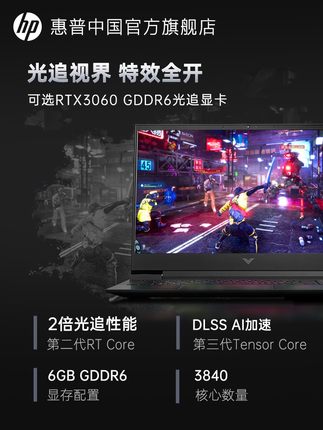 hp 惠普中国官方旗舰店
光追视界 特效全开
可选RTX3060 GDDR6光追显卡
45
2倍光追性能
第二代RT Core
DLSS AI加速
第三代Tensor Core
6GB GDDR6
显存配置
3840
核心数量